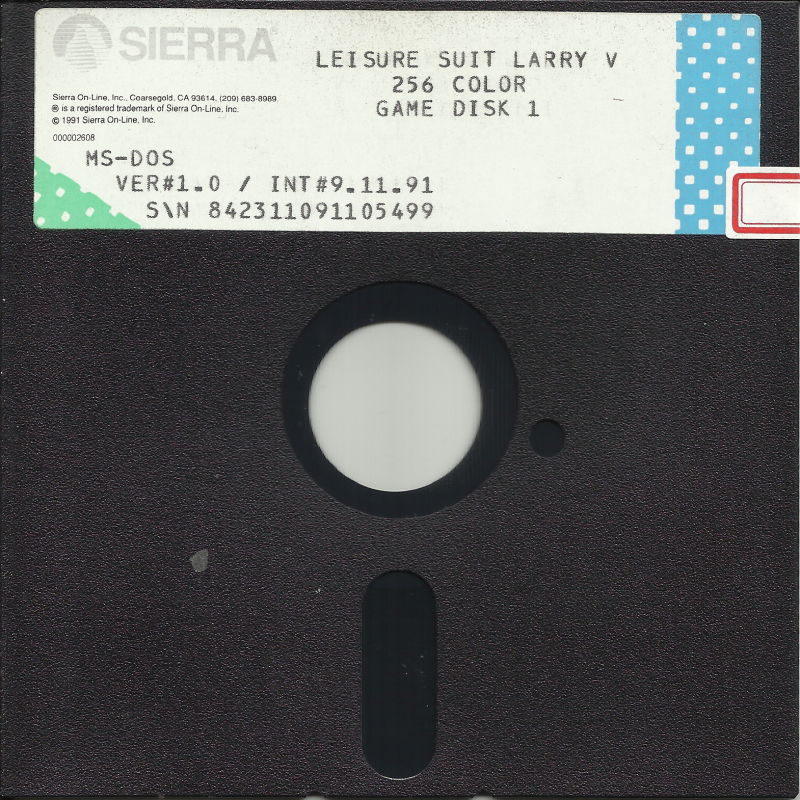 SIERRA®
LEISURE SUIT LARRY V
256 COLOR
GAME DISK 1
Sierra On-Line, Inc., Coarsegold, CA 93614, (209) 683-8989.
® is a registered trademark of Sierra On-Line, Inc.
© 1991 Sierra On-Line, Inc.
000002608
MS-DOS
VER#1.0 / INT#9.11.91
S\N 842311091105499